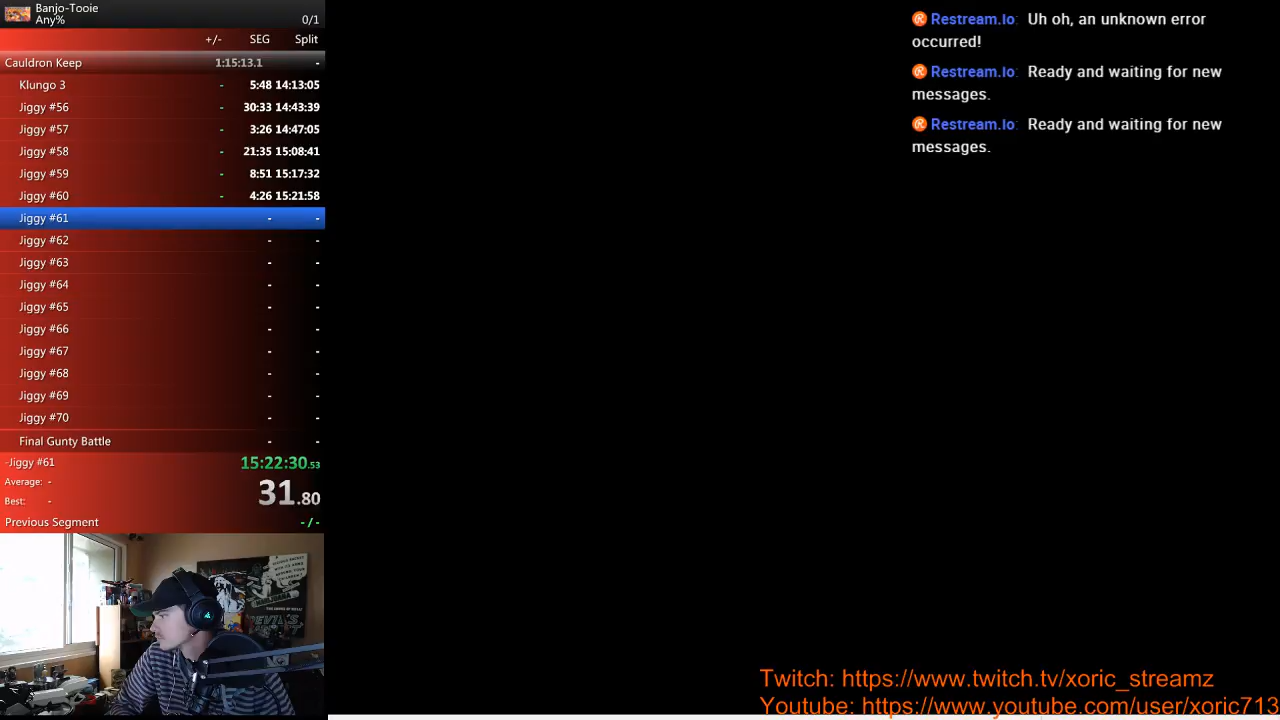 Banjo-Tooie
Any%
0/1
+/- SEG Split
Cauldron Keep 1:15:13.1 -
Klungo 3 - 5:48 14:13:05
Jiggy #56 - 30:33 14:43:39
Jiggy #57 - 3:26 14:47:05
Jiggy #58 - 21:35 15:08:41
Jiggy #59 - 8:51 15:17:32
Jiggy #60 - 4:26 15:21:58
Jiggy #61 - -
Jiggy #62 - -
Jiggy #63 - -
Jiggy #64 - -
Jiggy #65 - -
Jiggy #66 - -
Jiggy #67 - -
Jiggy #68 - -
Jiggy #69 - -
Jiggy #70 - -
Final Gunty Battle - -
-Jiggy #61 15:22:30.53
Average: -
31.80
Best: -
Previous Segment - / -
Restream.io: Uh oh, an unknown error
occurred!
Restream.io: Ready and waiting for new
messages.
Restream.io: Ready and waiting for new
messages.
Twitch: https://www.twitch.tv/xoric_streamz
Youtube: https://www.youtube.com/user/xoric713